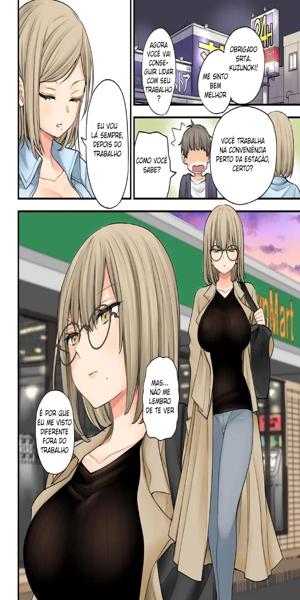 OBRIGADO
SRTA.
KUZUNOKI!
ME SINTO
BEM
MELHOR
AGORA
VOCÊ VAI
CONSE-
GUIR LIDAR
COM SEU
TRABALHO
?
24H
EU VOU
LÁ SEMPRE,
DEPOIS DO
TRABALHO
VOCÊ TRABALHA
NA CONVENIÊNCIA
PERTO DA ESTAÇÃO,
CERTO?
COMO VOCÊ
SABE?
Mart
MAS...
NÃO ME
LEMBRO
DE TE VER
É POR QUE
EU ME VISTO
DIFERENTE
FORA DO
TRABALHO